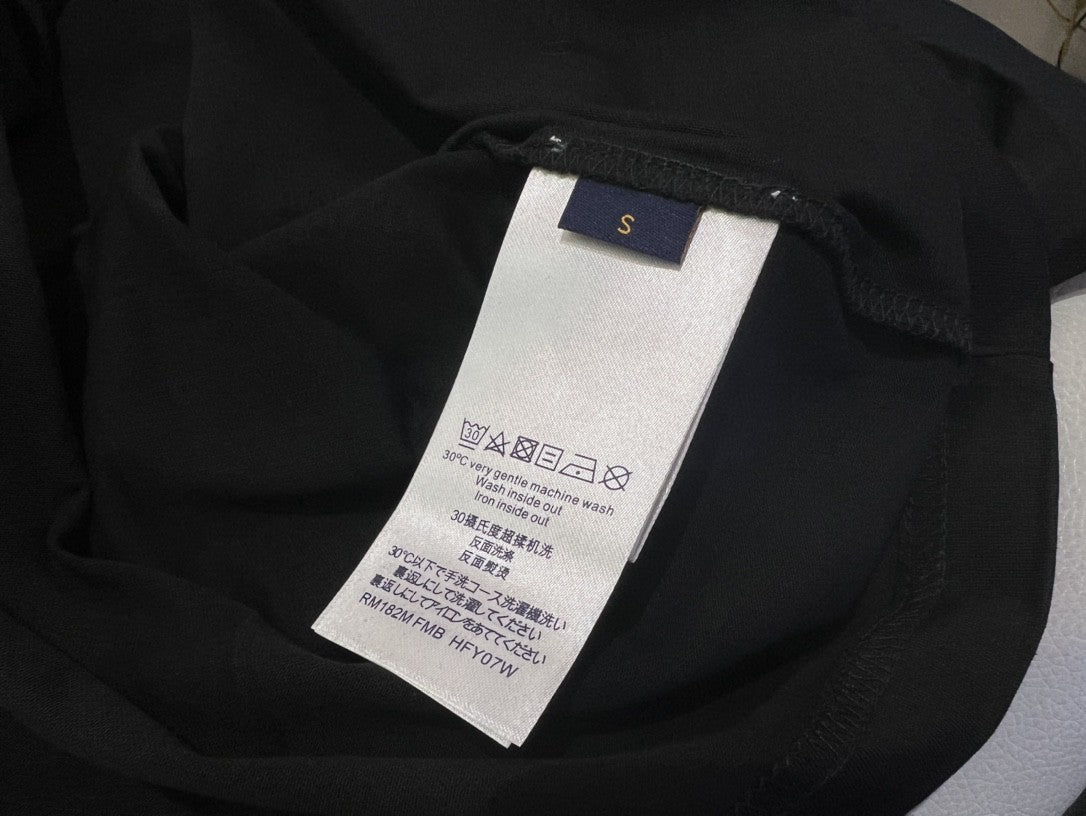 S
30
30°C very gentle machine wash
Wash inside out
Iron inside out
30摄氏度超揉机洗
反面洗涤
反面熨烫
30℃以下で手洗コース洗濯機洗い
裏返しにして洗濯してください
裏返しにしてアイロンをあててください
RM182M FMB HFY07W